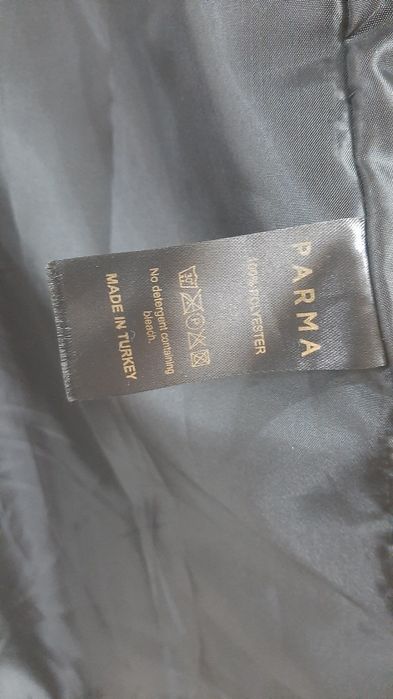 PARMA
100% POLYESTER
No detergent containing
bleach.
MADE IN TURKEY